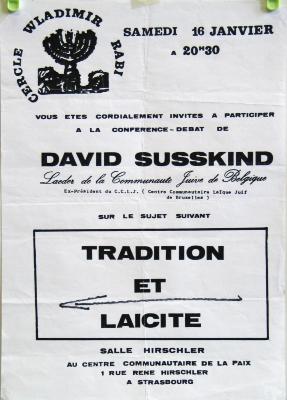 CERCLE WLADIMIR RABI
SAMEDI 16 JANVIER
A 20H30
VOUS ETES CORDIALEMENT INVITES A PARTICIPER
A LA CONFERENCE-DEBAT DE
DAVID SUSSKIND
Leader de la Communaute Juive de Belgique
Ex-Président du C.C.L.J. ( Centre Communautaire Laïque Juif
de Bruxelles )
SUR LE SUJET SUIVANT
TRADITION
ET
LAICITE
SALLE HIRSCHLER
AU CENTRE COMMUNAUTAIRE DE LA PAIX
1 RUE RENE HIRSCHLER
A STRASBOURG